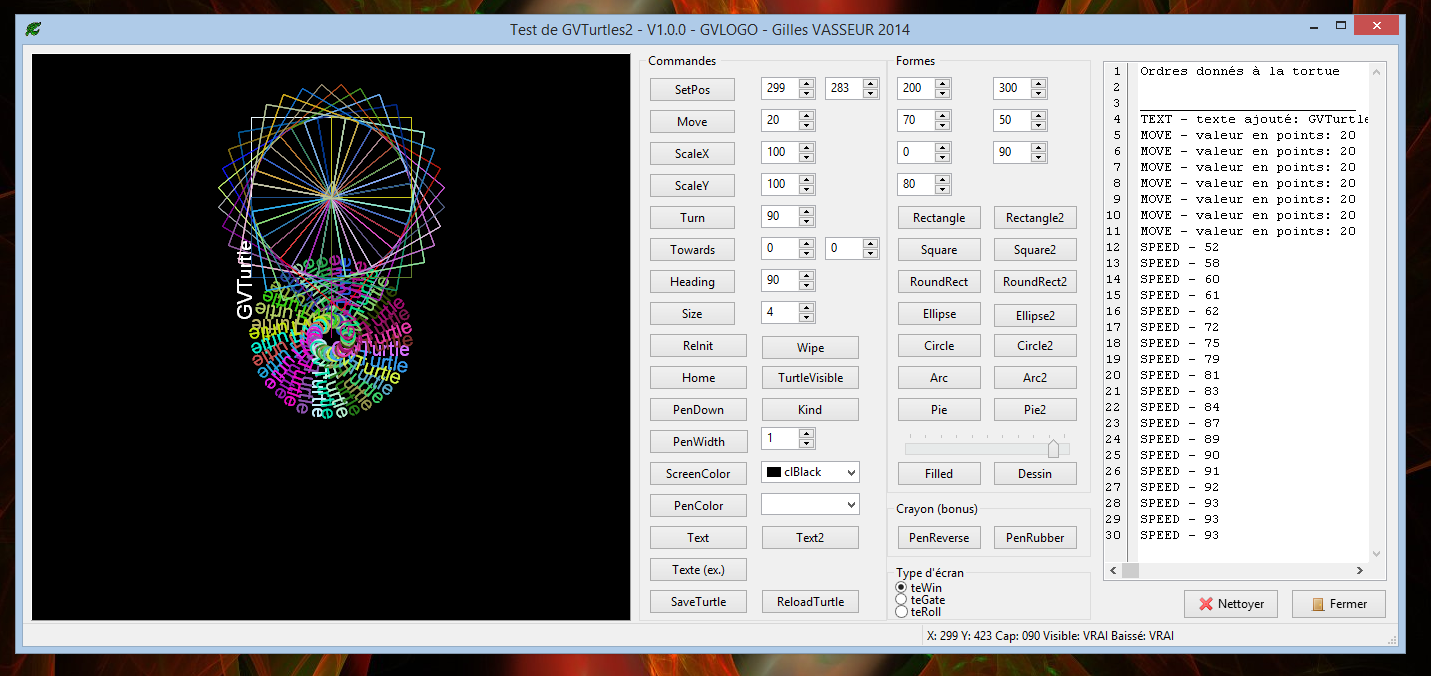 Test de GVTurtles2 - V1.0.0 - GVLOGO - Gilles VASSEUR 2014
GVTurtle
Turtle
Turtle
Turtle
Commandes
SetPos 299 283
Move 20
ScaleX 100
ScaleY 100
Turn 90
Towards 0 0
Heading 90
Size 4
ReInit Wipe
Home TurtleVisible
PenDown Kind
PenWidth 1
ScreenColor clBlack
PenColor
Text Text2
Texte (ex.)
SaveTurtle ReloadTurtle
Formes
200 300
70 50
0 90
80
Rectangle Rectangle2
Square Square2
RoundRect RoundRect2
Ellipse Ellipse2
Circle Circle2
Arc Arc2
Pie Pie2
Filled Dessin
Crayon (bonus)
PenReverse PenRubber
Type d'écran
teWin
teGate
teRoll
1 Ordres donnés à la tortue
2
3
4 TEXT - texte ajouté: GVTurtle
5 MOVE - valeur en points: 20
6 MOVE - valeur en points: 20
7 MOVE - valeur en points: 20
8 MOVE - valeur en points: 20
9 MOVE - valeur en points: 20
10 MOVE - valeur en points: 20
11 MOVE - valeur en points: 20
12 SPEED - 52
13 SPEED - 58
14 SPEED - 60
15 SPEED - 61
16 SPEED - 62
17 SPEED - 72
18 SPEED - 75
19 SPEED - 79
20 SPEED - 81
21 SPEED - 83
22 SPEED - 84
23 SPEED - 87
24 SPEED - 89
25 SPEED - 90
26 SPEED - 91
27 SPEED - 92
28 SPEED - 93
29 SPEED - 93
30 SPEED - 93
Nettoyer Fermer
X: 299 Y: 423 Cap: 090 Visible: VRAI Baissé: VRAI